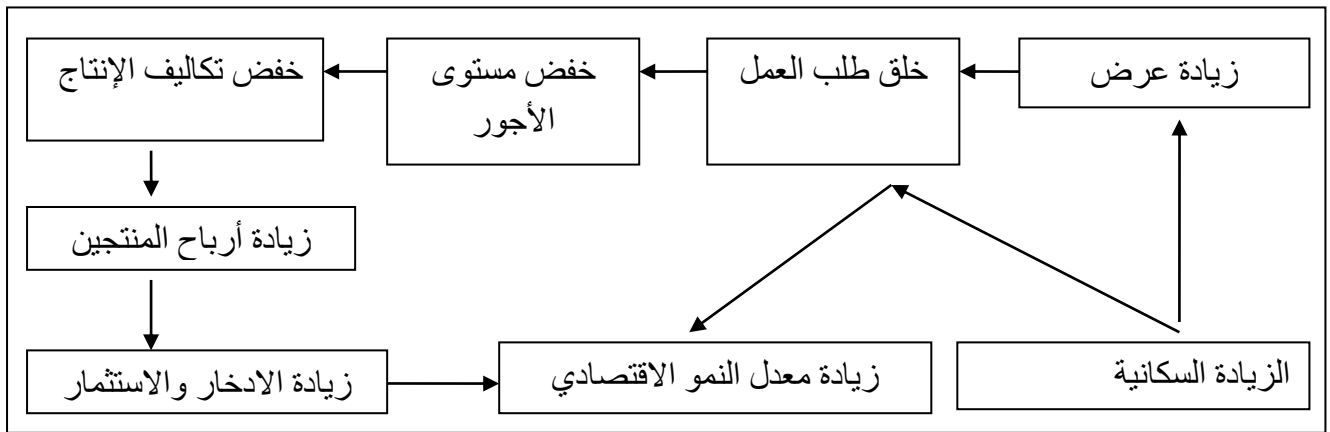 زيادة عرض
خلق طلب العمل
خفض مستوى
الأجور
خفض تكاليف الإنتاج
زيادة أرباح المنتجين
الزيادة السكانية
زيادة معدل النمو الاقتصادي
زيادة الادخار والاستثمار